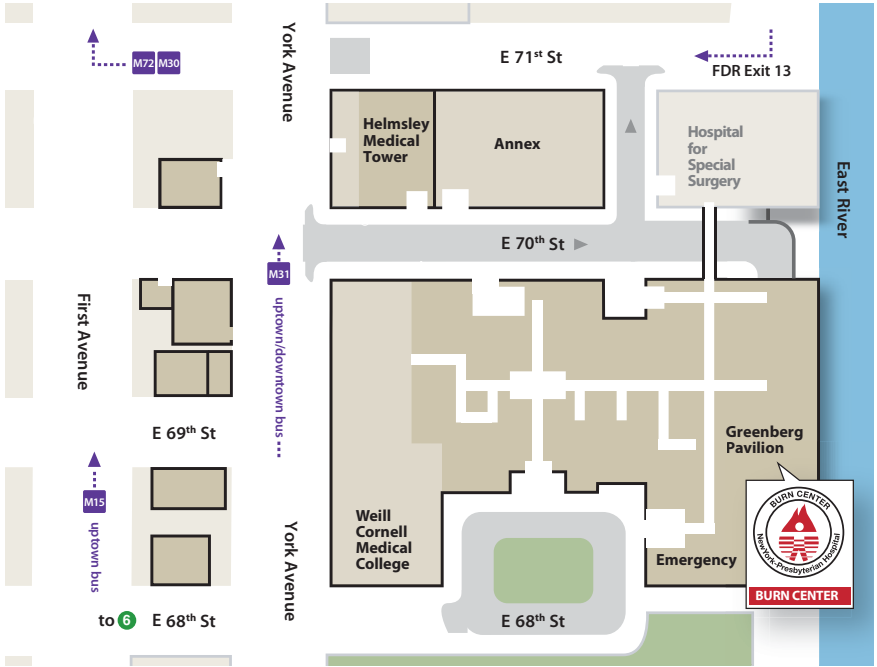 York Avenue
E 71st St
M72 M30
FDR Exit 13
Helmsley
Medical
Tower
Annex
Hospital
for
Special
Surgery
East River
E 70th St
M31
uptown/downtown bus
First Avenue
E 69th St
Greenberg
Pavilion
M15
uptown bus
York Avenue
Weill
Cornell
Medical
College
Emergency
BURN CENTER
NewYork-Presbyterian Hospital
BURN CENTER
to 6 E 68th St
E 68th St